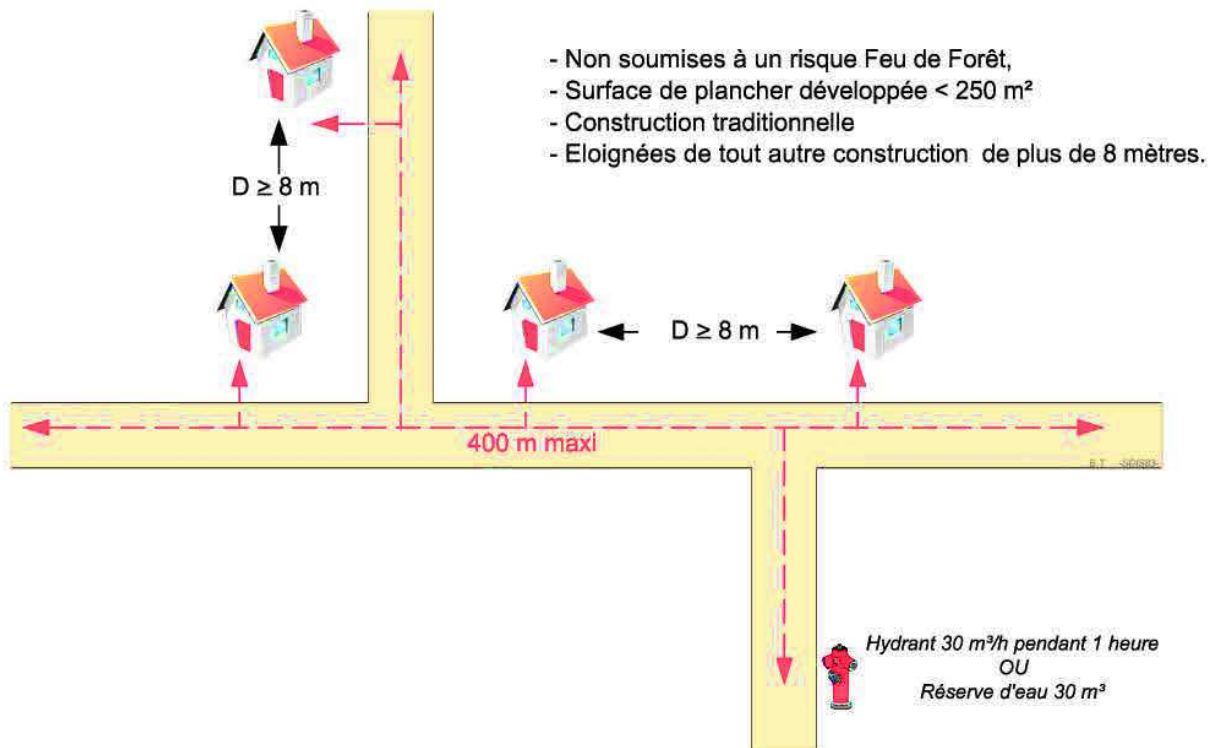 - Non soumises à un risque Feu de Forêt,
- Surface de plancher développée < 250 m²
- Construction traditionnelle
- Eloignées de tout autre construction de plus de 8 mètres.
D ≥ 8 m
D ≥ 8 m
400 m maxi
B.T
Hydrant 30 m³/h pendant 1 heure
OU
Réserve d'eau 30 m³